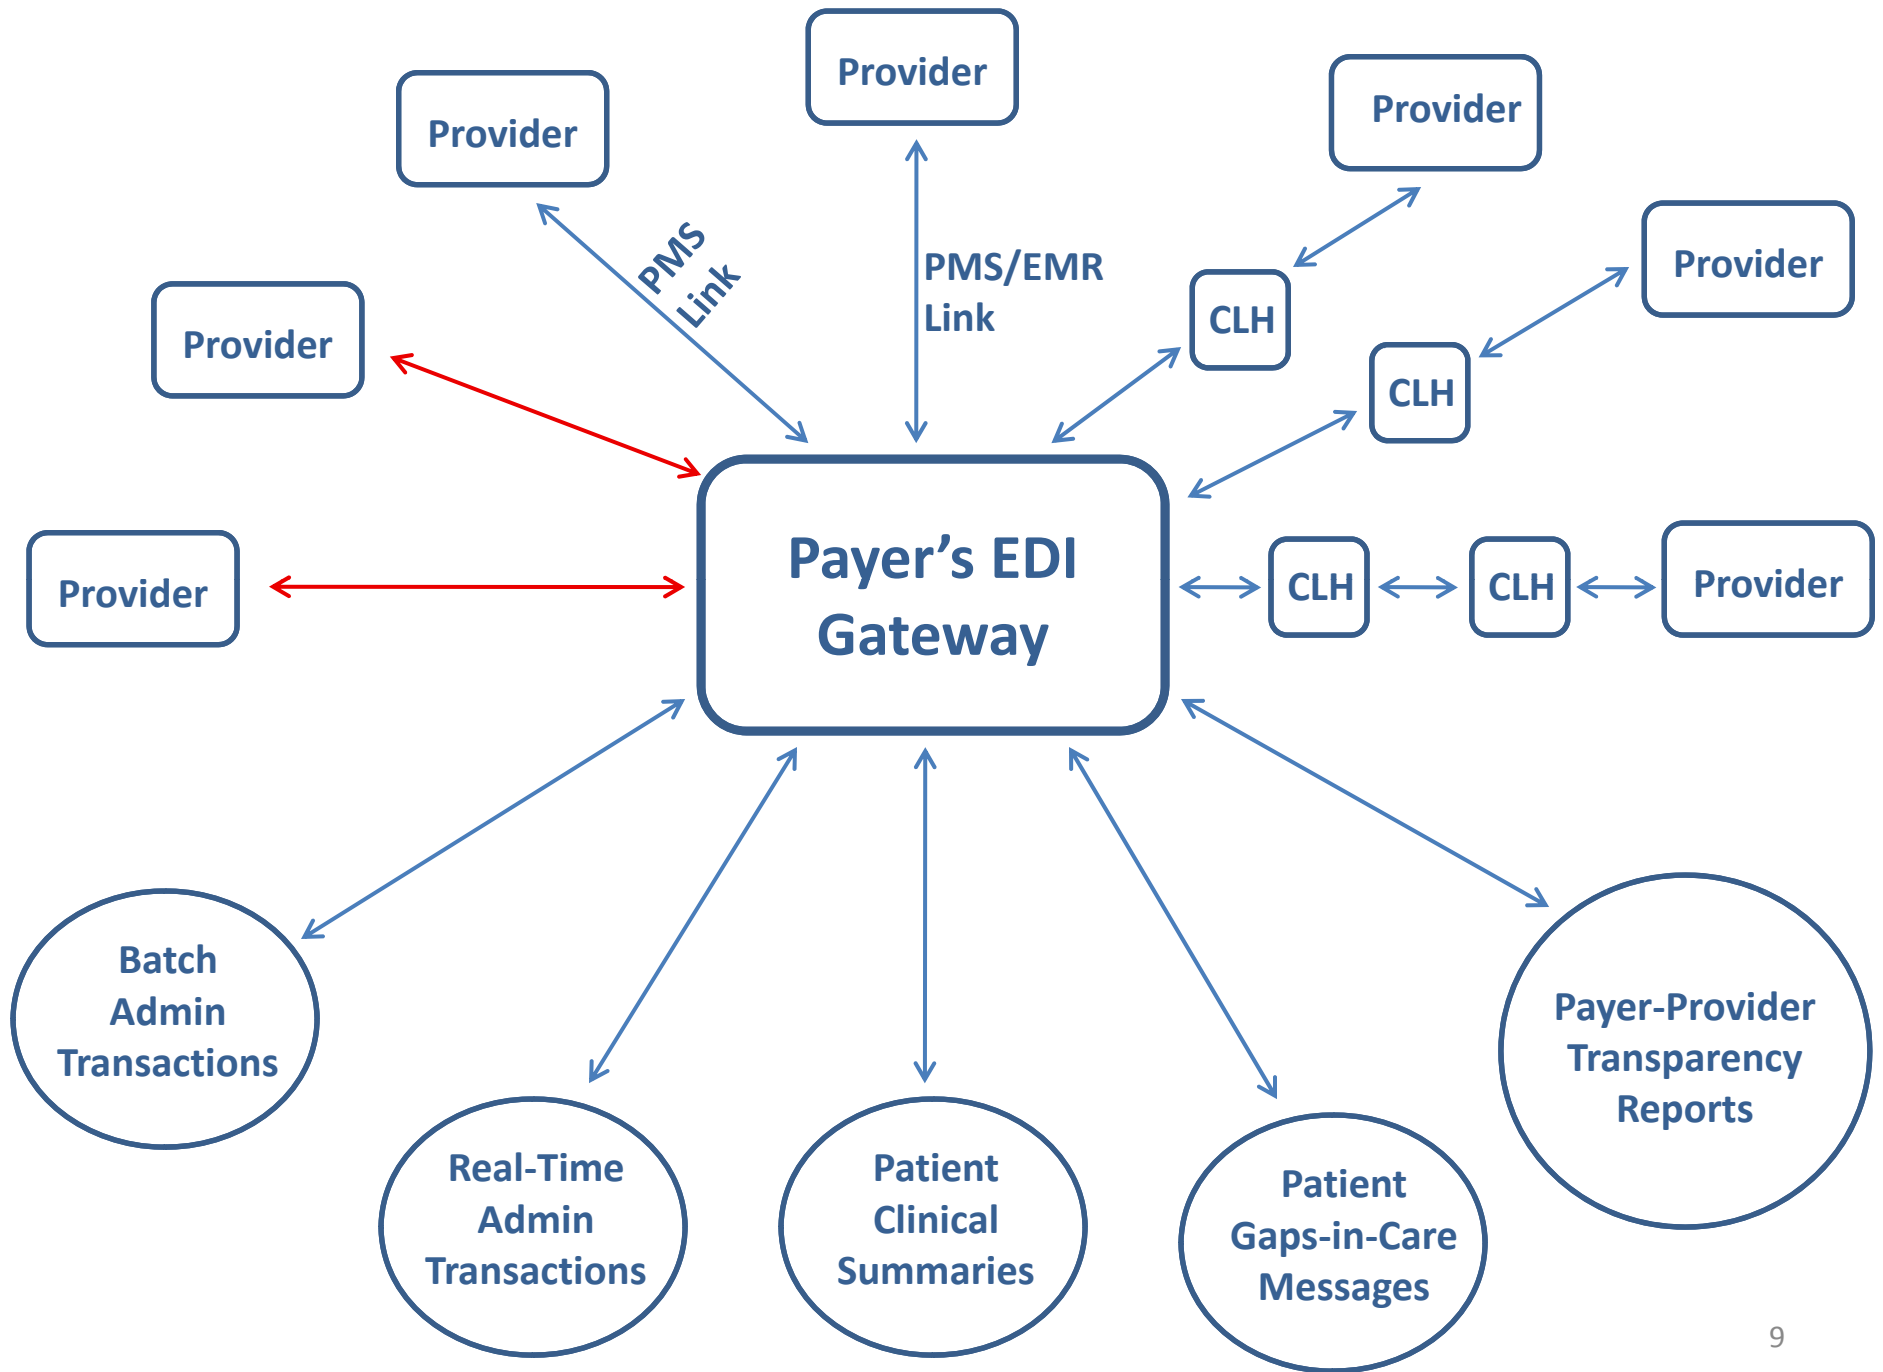 Provider
Provider
Provider
Provider
Provider
Provider
Provider
PMS
Link
PMS/EMR
Link
CLH
CLH
CLH
CLH
Provider
Payer’s EDI
Gateway
Batch
Admin
Transactions
Real-Time
Admin
Transactions
Patient
Clinical
Summaries
Patient
Gaps-in-Care
Messages
Payer-Provider
Transparency
Reports
9